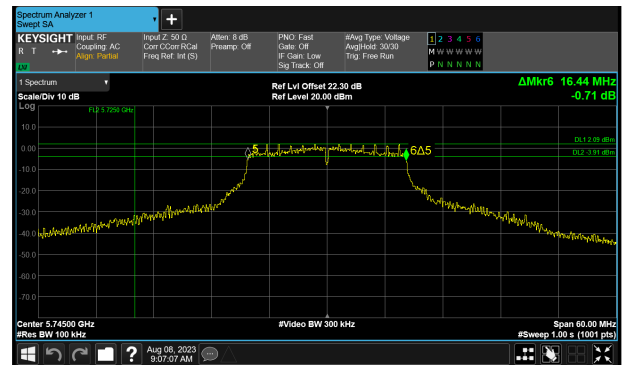 Spectrum Analyzer 1
Swept SA
+
KEYSIGHT
R T
LV
Input: RF
Coupling: AC
Align: Partial
Input Z: 50 Ω
Corr CCorr RCal
Freq Ref: Int (S)
Atten: 8 dB
Preamp: Off
PNO: Fast
Gate: Off
IF Gain: Low
Sig Track: Off
#Avg Type: Voltage
Avg|Hold: 30/30
Trig: Free Run
1 2 3 4 5 6
M W W W W W
P N N N N N
1 Spectrum
Scale/Div 10 dB
Log
Ref Lvl Offset 22.30 dB
Ref Level 20.00 dBm
ΔMkr6 16.44 MHz
-0.71 dB
FL2 5.7250 GHz
10.0
0.00
-10.0
-20.0
-30.0
-40.0
-50.0
-60.0
-70.0
5
6Δ5
DL1 2.09 dBm
DL2 -3.91 dBm
Center 5.74500 GHz
#Res BW 100 kHz
#Video BW 300 kHz
Span 60.00 MHz
#Sweep 1.00 s (1001 pts)
?
Aug 08, 2023
9:07:07 AM